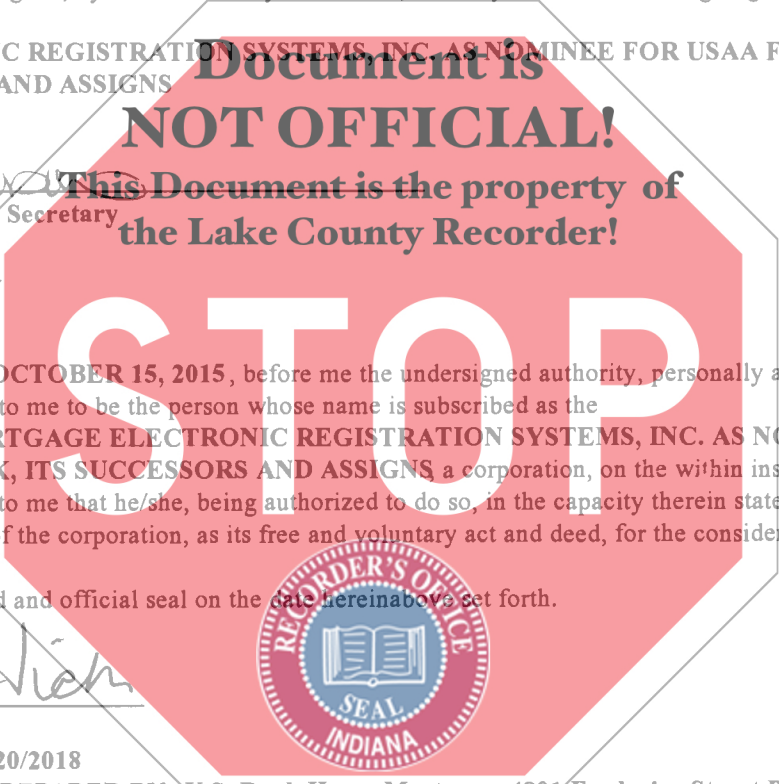 C REGISTRATION SYSTEMS, INC. AS NOMINEE FOR USAA F
AND ASSIGNS
Document is
NOT OFFICIAL!
This Document is the property of
the Lake County Recorder!
Secretary
STOP
OCTOBER 15, 2015, before me the undersigned authority, personally a
to me to be the person whose name is subscribed as the
RTGAGE ELECTRONIC REGISTRATION SYSTEMS, INC. AS NO
K, ITS SUCCESSORS AND ASSIGNS, a corporation, on the within ins
to me that he/she, being authorized to do so, in the capacity therein state
f the corporation, as its free and voluntary act and deed, for the consider
d and official seal on the date hereinabove set forth.
RECORDER'S OFFICE
SEAL
INDIANA
20/2018